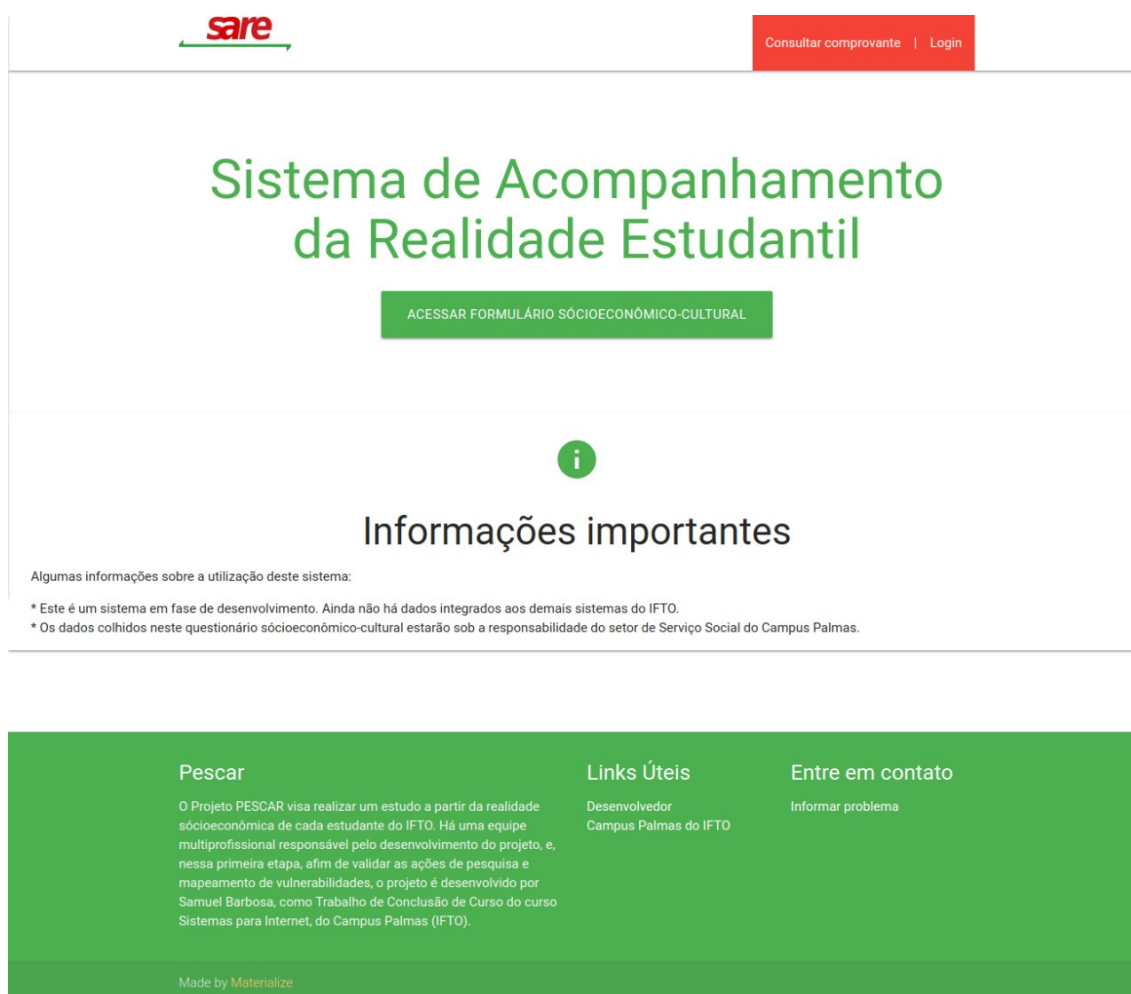 sare
Consultar comprovante | Login
Sistema de Acompanhamento
da Realidade Estudantil
ACESSAR FORMULÁRIO SÓCIOECONÔMICO-CULTURAL
i
Informações importantes
Algumas informações sobre a utilização deste sistema:
* Este é um sistema em fase de desenvolvimento. Ainda não há dados integrados aos demais sistemas do IFTO.
* Os dados colhidos neste questionário sócioeconômico-cultural estarão sob a responsabilidade do setor de Serviço Social do Campus Palmas.
Pescar
O Projeto PESCAR visa realizar um estudo a partir da realidade
sócioeconômica de cada estudante do IFTO. Há uma equipe
multiprofissional responsável pelo desenvolvimento do projeto, e,
nessa primeira etapa, afim de validar as ações de pesquisa e
mapeamento de vulnerabilidades, o projeto é desenvolvido por
Samuel Barbosa, como Trabalho de Conclusão de Curso do curso
Sistemas para Internet, do Campus Palmas (IFTO).
Links Úteis
Desenvolvedor
Campus Palmas do IFTO
Entre em contato
Informar problema
Made by Materialize